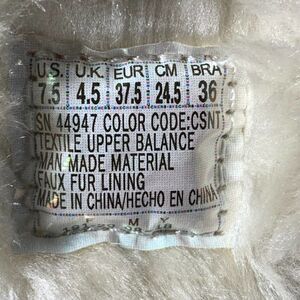 U.S. U.K. EUR CM BRA
7.5 4.5 37.5 24.5 36
SN 44947 COLOR CODE:CSNT
TEXTILE UPPER BALANCE
MAN MADE MATERIAL
FAUX FUR LINING
MADE IN CHINA/HECHO EN CHINA